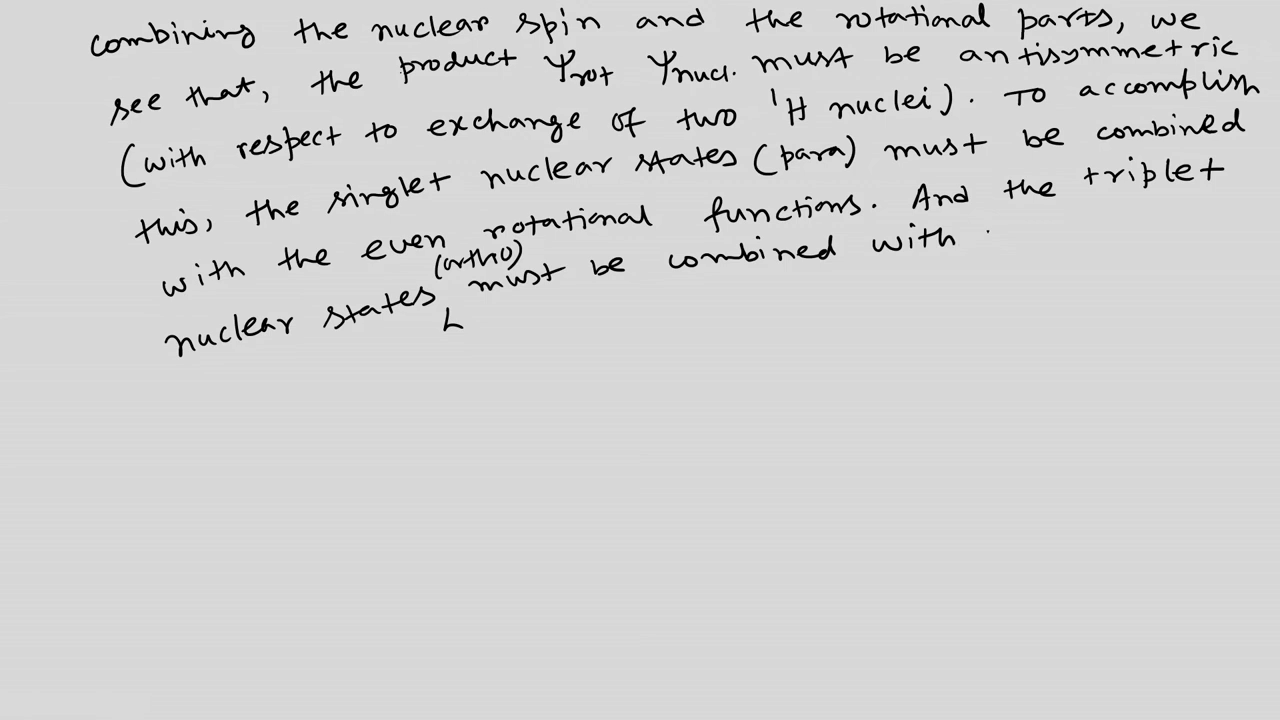 combining the nuclear spin and the rotational parts, we
see that, the product Ψrot Ψnucl. must be antisymmetric
(with respect to exchange of two ¹H nuclei). To accomplish
this, the singlet nuclear states (para) must be combined
with the even rotational functions. And the triplet
nuclear states (ortho) must be combined with